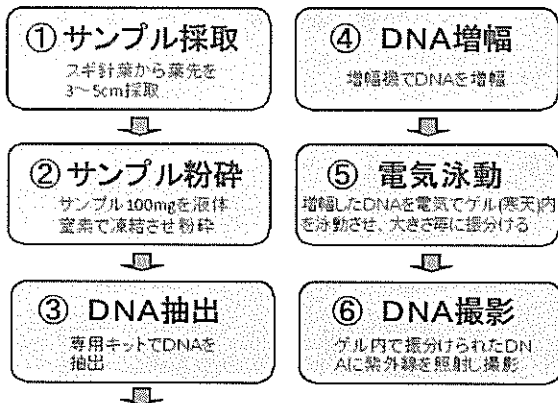 ① サンプル採取
スギ針葉から葉先を
3~5cm採取
② サンプル粉砕
サンプル100mgを液体
窒素で凍結させ粉砕
③ DNA抽出
専用キットでDNAを
抽出
④ DNA増幅
増幅機でDNAを増幅
⑤ 電気泳動
増幅したDNAを電気でゲル(寒天)内
を泳動させ、大きさ毎に振分ける
⑥ DNA撮影
ゲル内で振分けられたDN
Aに紫外線を照射し撮影